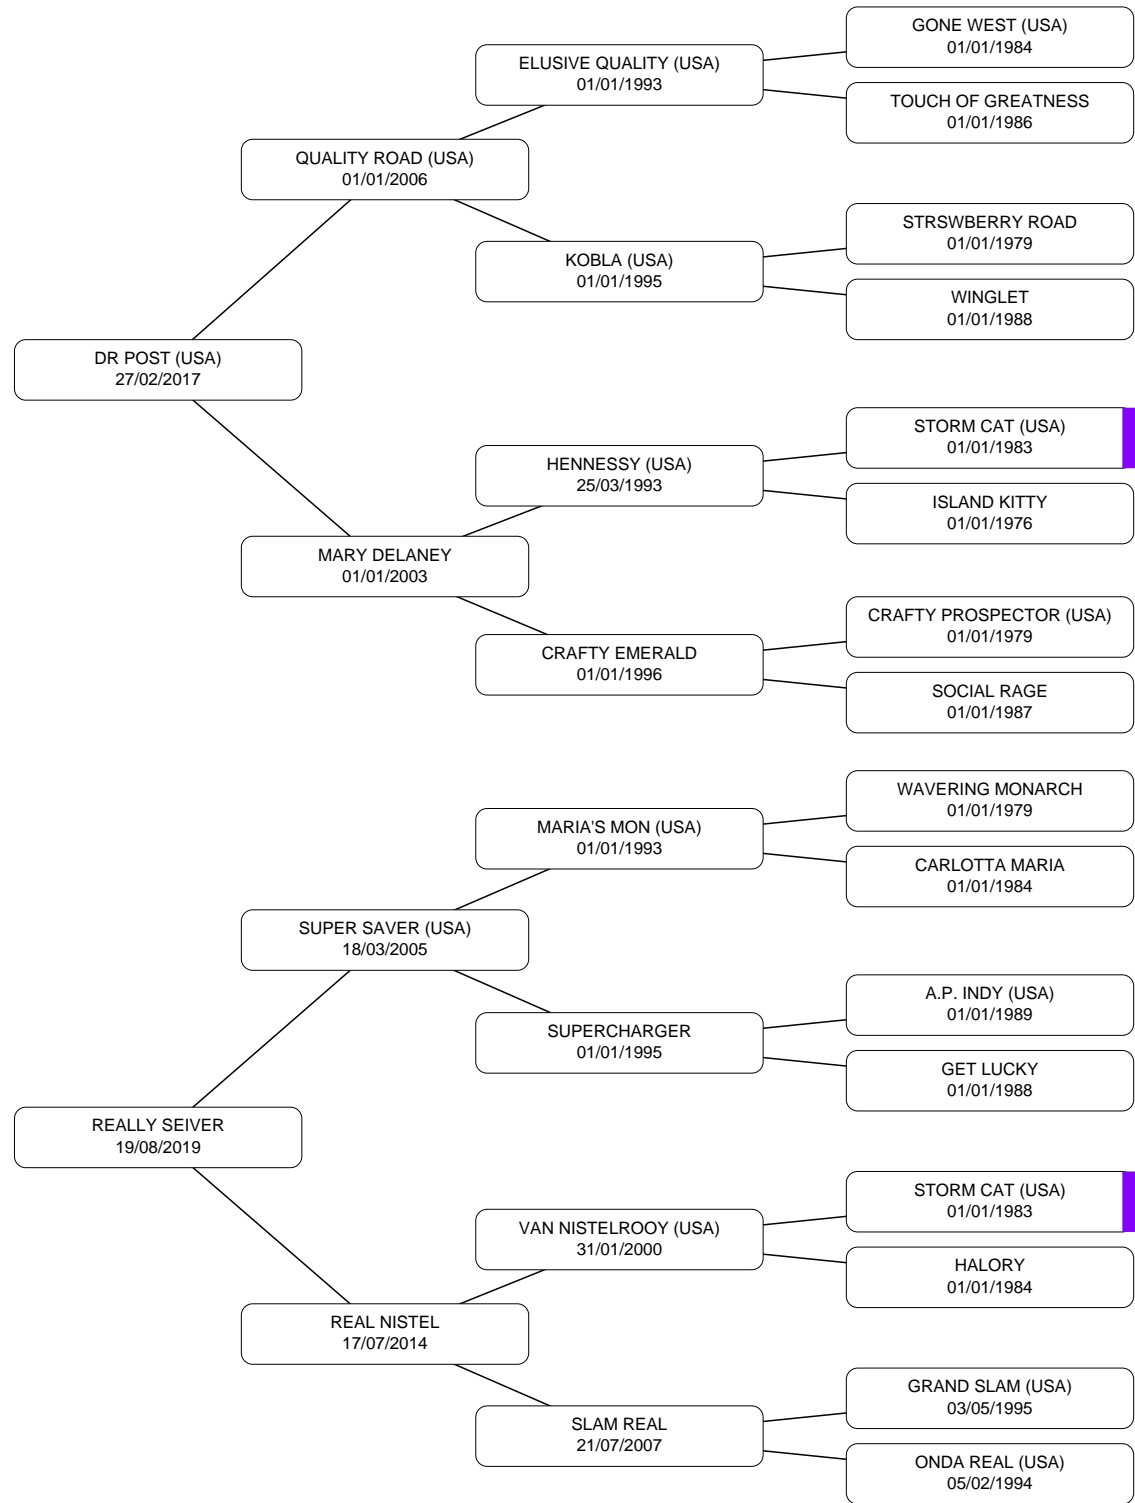 GONE WEST (USA)
01/01/1984
ELUSIVE QUALITY (USA)
01/01/1993
TOUCH OF GREATNESS
01/01/1986
QUALITY ROAD (USA)
01/01/2006
STRSWBERRY ROAD
01/01/1979
KOBLA (USA)
01/01/1995
WINGLET
01/01/1988
DR POST (USA)
27/02/2017
STORM CAT (USA)
01/01/1983
HENNESSY (USA)
25/03/1993
ISLAND KITTY
01/01/1976
MARY DELANEY
01/01/2003
CRAFTY PROSPECTOR (USA)
01/01/1979
CRAFTY EMERALD
01/01/1996
SOCIAL RAGE
01/01/1987
WAVERING MONARCH
01/01/1979
MARIA'S MON (USA)
01/01/1993
CARLOTTA MARIA
01/01/1984
SUPER SAVER (USA)
18/03/2005
A.P. INDY (USA)
01/01/1989
SUPERCHARGER
01/01/1995
GET LUCKY
01/01/1988
REALLY SEIVER
19/08/2019
STORM CAT (USA)
01/01/1983
VAN NISTELROOY (USA)
31/01/2000
HALORY
01/01/1984
REAL NISTEL
17/07/2014
GRAND SLAM (USA)
03/05/1995
SLAM REAL
21/07/2007
ONDA REAL (USA)
05/02/1994